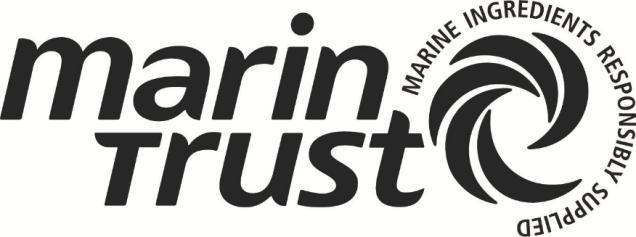 marin
Trust
MARINE INGREDIENTS RESPONSIBLY SUPPLIED